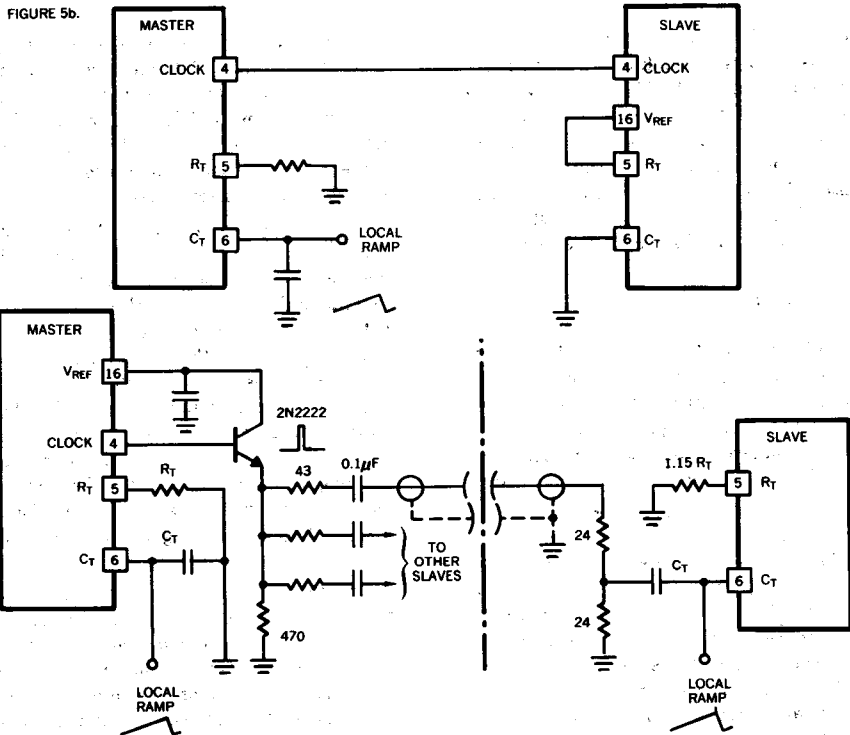 FIGURE 5b.
MASTER
SLAVE
CLOCK 4
4 CLOCK
16 VREF
RT 5
5 RT
CT 6
LOCAL RAMP
6 CT
MASTER
VREF 16
2N2222
CLOCK 4
SLAVE
43
0.1μF
1.15 RT
RT 5
RT
5 RT
CT
TO OTHER SLAVES
24
CT 6
CT
6 CT
24
470
LOCAL RAMP
LOCAL RAMP